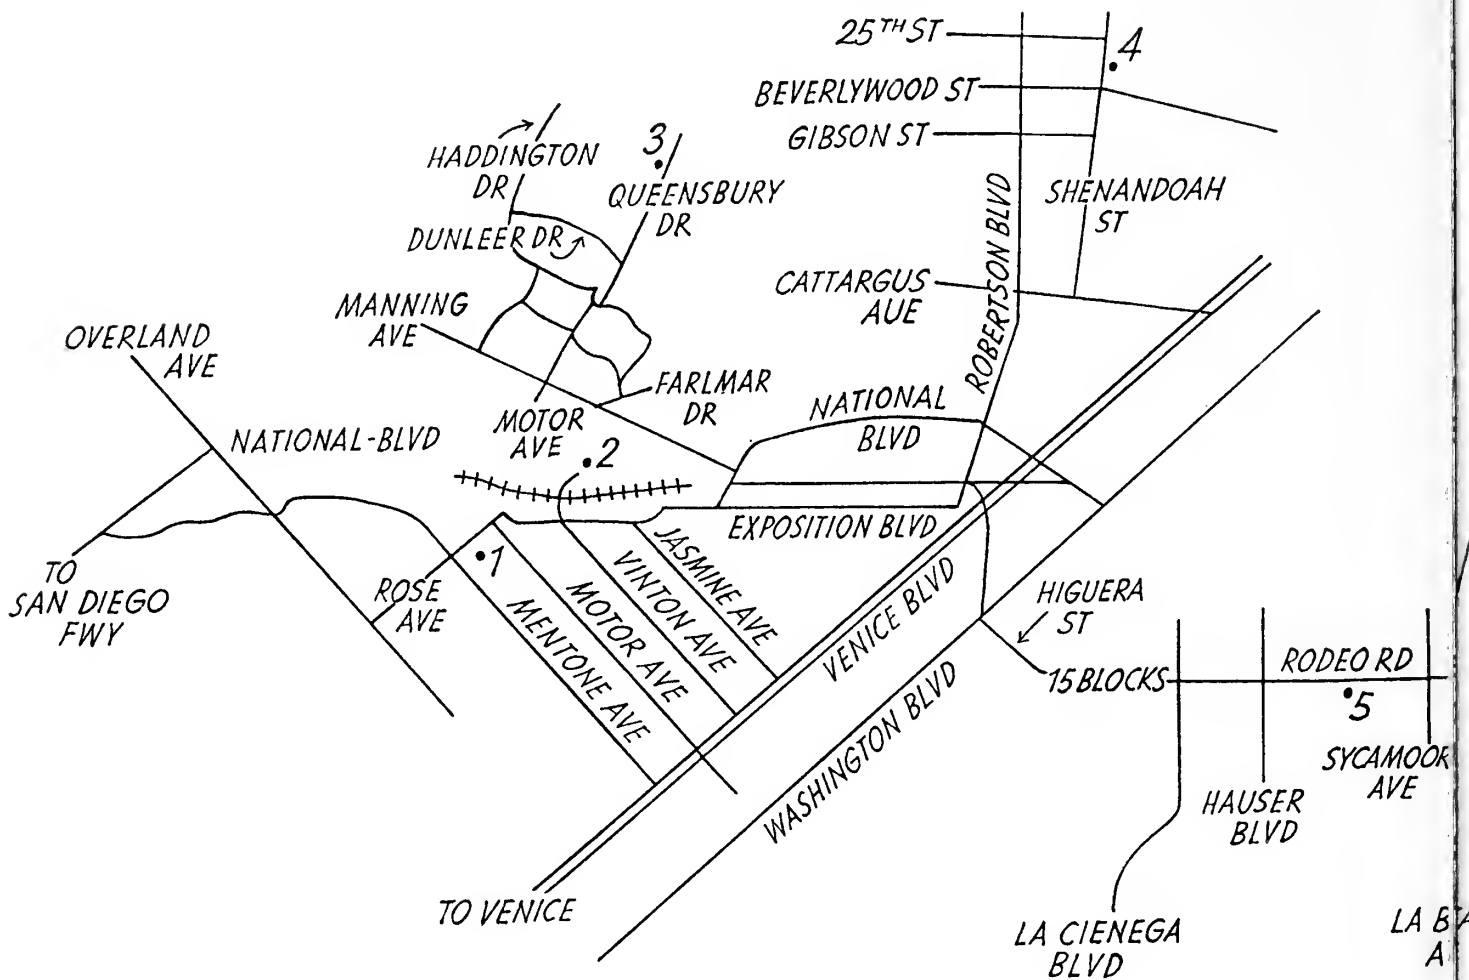 25TH ST
4
BEVERLYWOOD ST
GIBSON ST
HADDINGTON
DR
3
QUEENSBURY
DR
SHENANDOAH
ST
DUNLEER DR
ROBERTSON BLVD
CATTARGUS
AUE
MANNING
AVE
OVERLAND
AVE
FARLMAR
DR
MOTOR
AVE
NATIONAL
BLVD
NATIONAL-BLVD
2
EXPOSITION BLVD
1
JASMINE AVE
VINTON AVE
MOTOR AVE
MENTONE AVE
ROSE
AVE
TO
SAN DIEGO
FWY
VENICE BLVD
HIGUERA
ST
15 BLOCKS
RODEO RD
5
WASHINGTON BLVD
SYCAMOOR
AVE
HAUSER
BLVD
TO VENICE
LA CIENEGA
BLVD
LA B
A